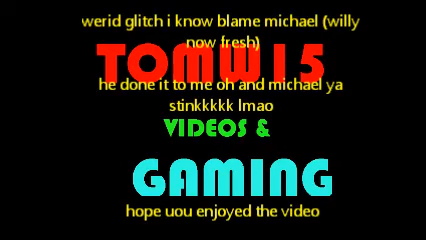 werid glitch i know blame michael (willy
now fresh)
TOMW15
he done it to me oh and michael ya
stinkkkkk lmao
VIDEOS &
GAMING
hope uou enjoyed the video